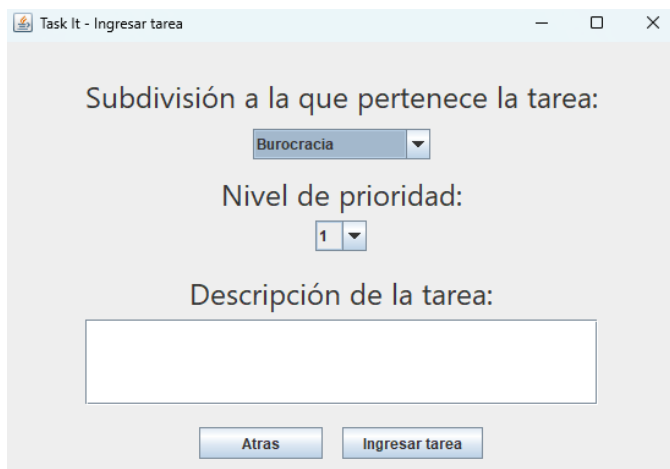 Task It - Ingresar tarea
Subdivisión a la que pertenece la tarea:
Burocracia
Nivel de prioridad:
1
Descripción de la tarea:
Atras Ingresar tarea